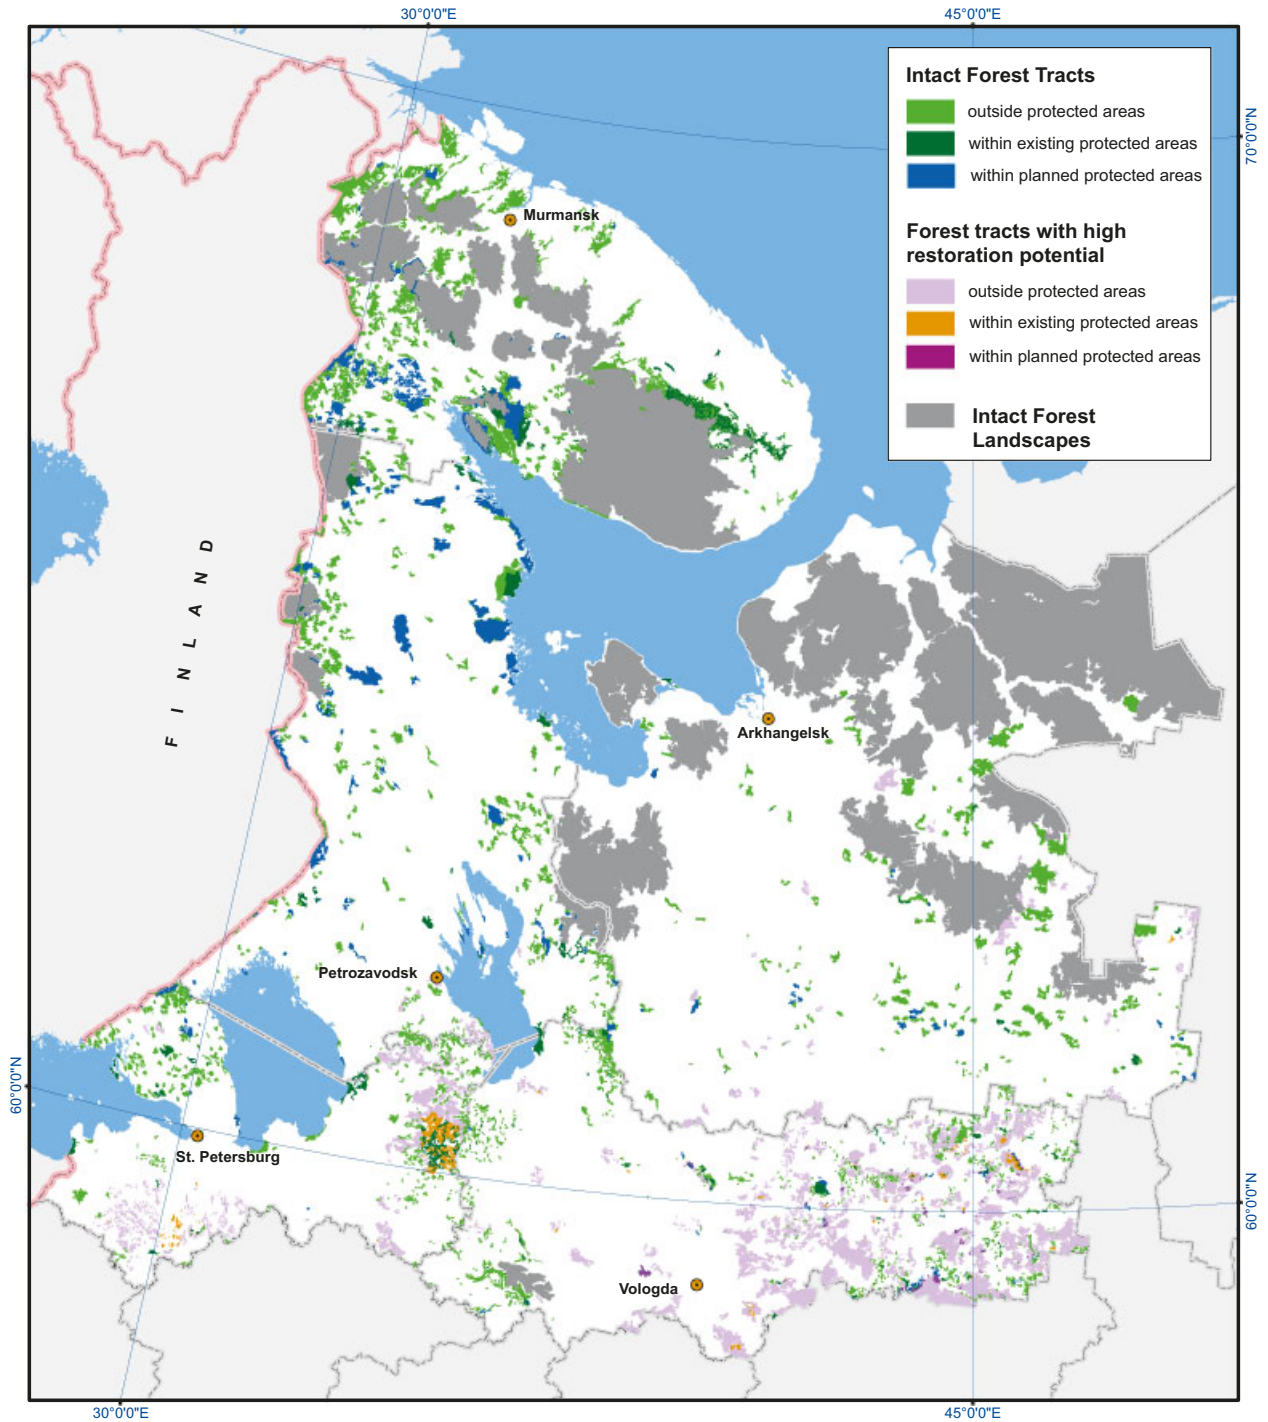 30°0'0"E
45°0'0"E
Intact Forest Tracts
outside protected areas
within existing protected areas
within planned protected areas
Forest tracts with high
restoration potential
outside protected areas
within existing protected areas
within planned protected areas
Intact Forest
Landscapes
70°0'0"N
Murmansk
FINLAND
Arkhangelsk
Petrozavodsk
60°0'0"N
St. Petersburg
60°0'0"N
Vologda
30°0'0"E
45°0'0"E